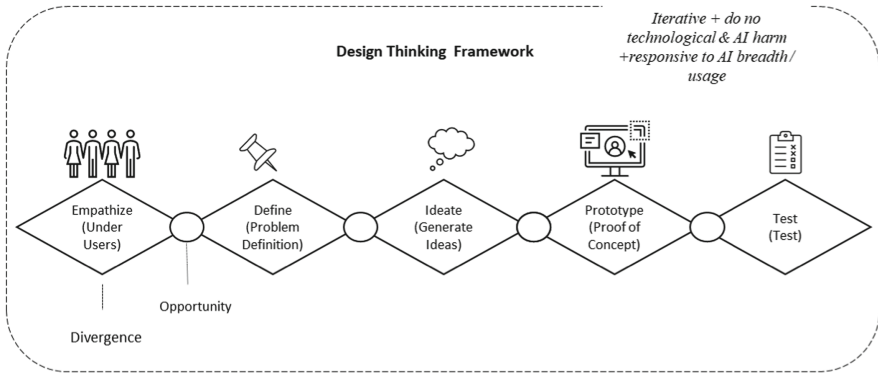 Iterative + do no
technological & AI harm
+responsive to AI breadth/
usage
Design Thinking Framework
Empathize
(Under
Users)
Define
(Problem
Definition)
Ideate
(Generate
Ideas)
Prototype
(Proof of
Concept)
Test
(Test)
Opportunity
Divergence